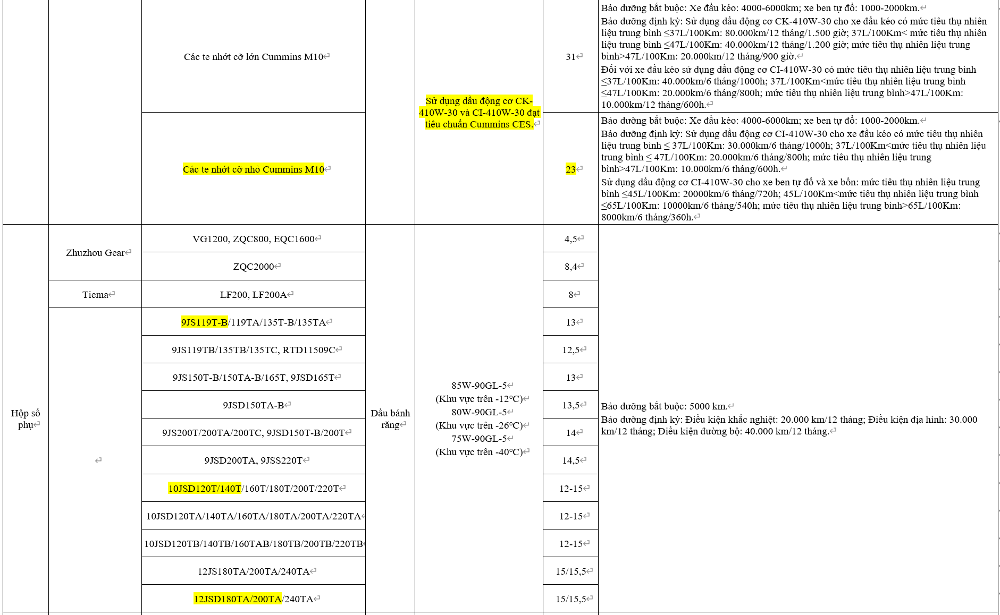 Các te nhớt cỡ lớn Cummins M10
Sử dụng dầu động cơ CK-
410W-30 và CI-410W-30 đạt
tiêu chuẩn Cummins CES.
31
Bảo dưỡng bắt buộc: Xe đầu kéo: 4000-6000km; xe ben tự đổ: 1000-2000km.
Bảo dưỡng định kỳ: Sử dụng dầu động cơ CK-410W-30 cho xe đầu kéo có mức tiêu thụ nhiên
liệu trung bình ≤37L/100Km: 80.000km/12 tháng/1.500 giờ; 37L/100Km< mức tiêu thụ nhiên
liệu trung bình ≤47L/100Km: 40.000km/12 tháng/1.200 giờ; mức tiêu thụ nhiên liệu trung
bình>47L/100Km: 20.000km/12 tháng/900 giờ.
Đối với xe đầu kéo sử dụng dầu động cơ CI-410W-30 có mức tiêu thụ nhiên liệu trung bình
≤37L/100Km: 40.000km/6 tháng/1000h; 37L/100Km<mức tiêu thụ nhiên liệu trung bình
≤47L/100Km: 20.000km/6 tháng/800h; mức tiêu thụ nhiên liệu trung bình>47L/100Km:
10.000km/12 tháng/600h.
Các te nhớt cỡ nhỏ Cummins M10
23
Bảo dưỡng bắt buộc: Xe đầu kéo: 4000-6000km; xe ben tự đổ: 1000-2000km.
Bảo dưỡng định kỳ: Sử dụng dầu động cơ CI-410W-30 cho xe đầu kéo có mức tiêu thụ nhiên
liệu trung bình ≤ 37L/100Km: 30.000km/6 tháng/1000h; 37L/100Km<mức tiêu thụ nhiên liệu
trung bình ≤ 47L/100Km: 20.000km/6 tháng/800h; mức tiêu thụ nhiên liệu trung
bình>47L/100Km: 10.000km/6 tháng/600h.
Sử dụng dầu động cơ CI-410W-30 cho xe ben tự đổ và xe bồn: mức tiêu thụ nhiên liệu trung
bình ≤45L/100Km: 20000km/6 tháng/720h; 45L/100Km<mức tiêu thụ nhiên liệu trung bình
≤65L/100Km: 10000km/6 tháng/540h; mức tiêu thụ nhiên liệu trung bình>65L/100Km:
8000km/6 tháng/360h.
Hộp số
phụ
Zhuzhou Gear
VG1200, ZQC800, EQC1600
4,5
ZQC2000
8,4
Tiema
LF200, LF200A
8
9JS119T-B/119TA/135T-B/135TA
13
9JS119TB/135TB/135TC, RTD11509C
12,5
9JS150T-B/150TA-B/165T, 9JSD165T
13
9JSD150TA-B
13,5
9JS200T/200TA/200TC, 9JSD150T-B/200T
14
9JSD200TA, 9JSS220T
14,5
10JSD120T/140T/160T/180T/200T/220T
12-15
10JSD120TA/140TA/160TA/180TA/200TA/220TA
12-15
10JSD120TB/140TB/160TAB/180TB/200TB/220TB
12-15
12JS180TA/200TA/240TA
15/15,5
12JSD180TA/200TA/240TA
15/15,5
Dầu bánh
răng
85W-90GL-5
(Khu vực trên -12°C)
80W-90GL-5
(Khu vực trên -26°C)
75W-90GL-5
(Khu vực trên -40°C)
Bảo dưỡng bắt buộc: 5000 km.
Bảo dưỡng định kỳ: Điều kiện khắc nghiệt: 20.000 km/12 tháng; Điều kiện địa hình: 30.000
km/12 tháng; Điều kiện đường bộ: 40.000 km/12 tháng.